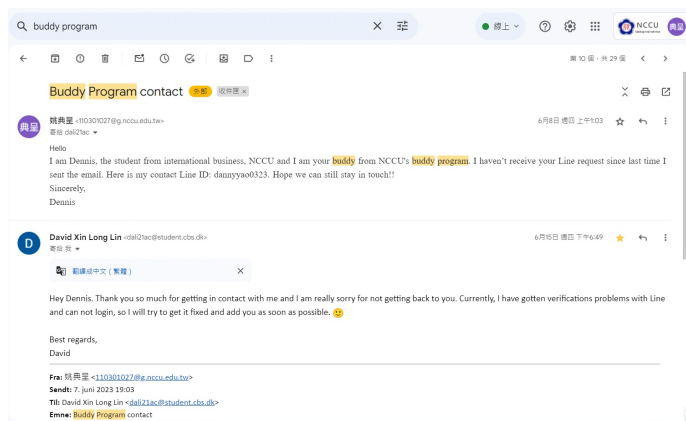 buddy program
線上
NCCU
第 10 個，共 29 個
Buddy Program contact 外部 收件匣 ×
典呈
姚典呈 <110301027@g.nccu.edu.tw>
6月8日 週四 上午1:03
寄給 dali21ac
Hello
I am Dennis, the student from international business, NCCU and I am your buddy from NCCU's buddy program. I haven't receive your Line request since last time I
sent the email. Here is my contact Line ID: dannyyao0323. Hope we can still stay in touch!!
Sincerely,
Dennis
D
David Xin Long Lin <dali21ac@student.cbs.dk>
6月15日 週四 下午6:49
寄給 我
翻譯成中文（繁體）
Hey Dennis. Thank you so much for getting in contact with me and I am really sorry for not getting back to you. Currently, I have gotten verifications problems with Line
and can not login, so I will try to get it fixed and add you as soon as possible. 🙂
Best regards,
David
Fra: 姚典呈 <110301027@g.nccu.edu.tw>
Sendt: 7. juni 2023 19:03
Til: David Xin Long Lin <dali21ac@student.cbs.dk>
Emne: Buddy Program contact